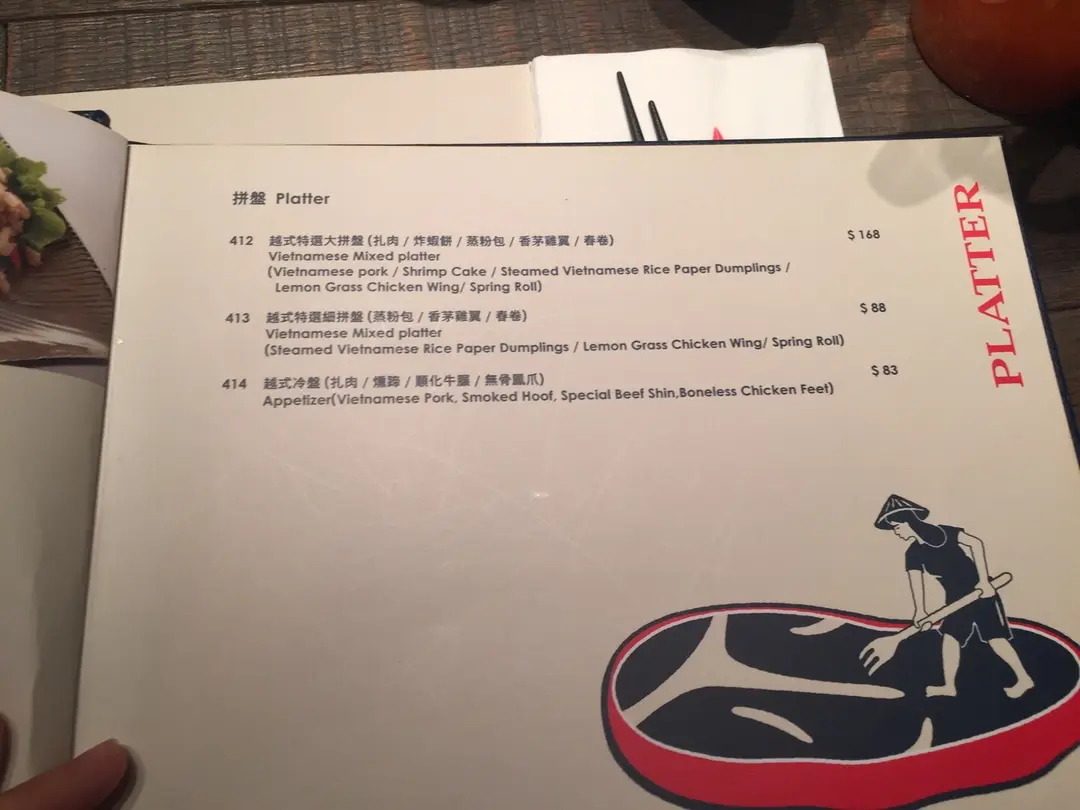 拼盤 Platter
412 越式特選大拼盤 (扎肉 / 炸蝦餅 / 蒸粉包 / 香茅雞翼 / 春卷) $ 168
Vietnamese Mixed platter
(Vietnamese pork / Shrimp Cake / Steamed Vietnamese Rice Paper Dumplings /
Lemon Grass Chicken Wing/ Spring Roll)
413 越式特選細拼盤 (蒸粉包 / 香茅雞翼 / 春卷) $ 88
Vietnamese Mixed platter
(Steamed Vietnamese Rice Paper Dumplings / Lemon Grass Chicken Wing/ Spring Roll)
414 越式冷盤 (扎肉 / 燻蹄 / 順化牛𦟌 / 無骨鳳爪) $ 83
Appetizer(Vietnamese Pork, Smoked Hoof, Special Beef Shin,Boneless Chicken Feet)
PLATTER